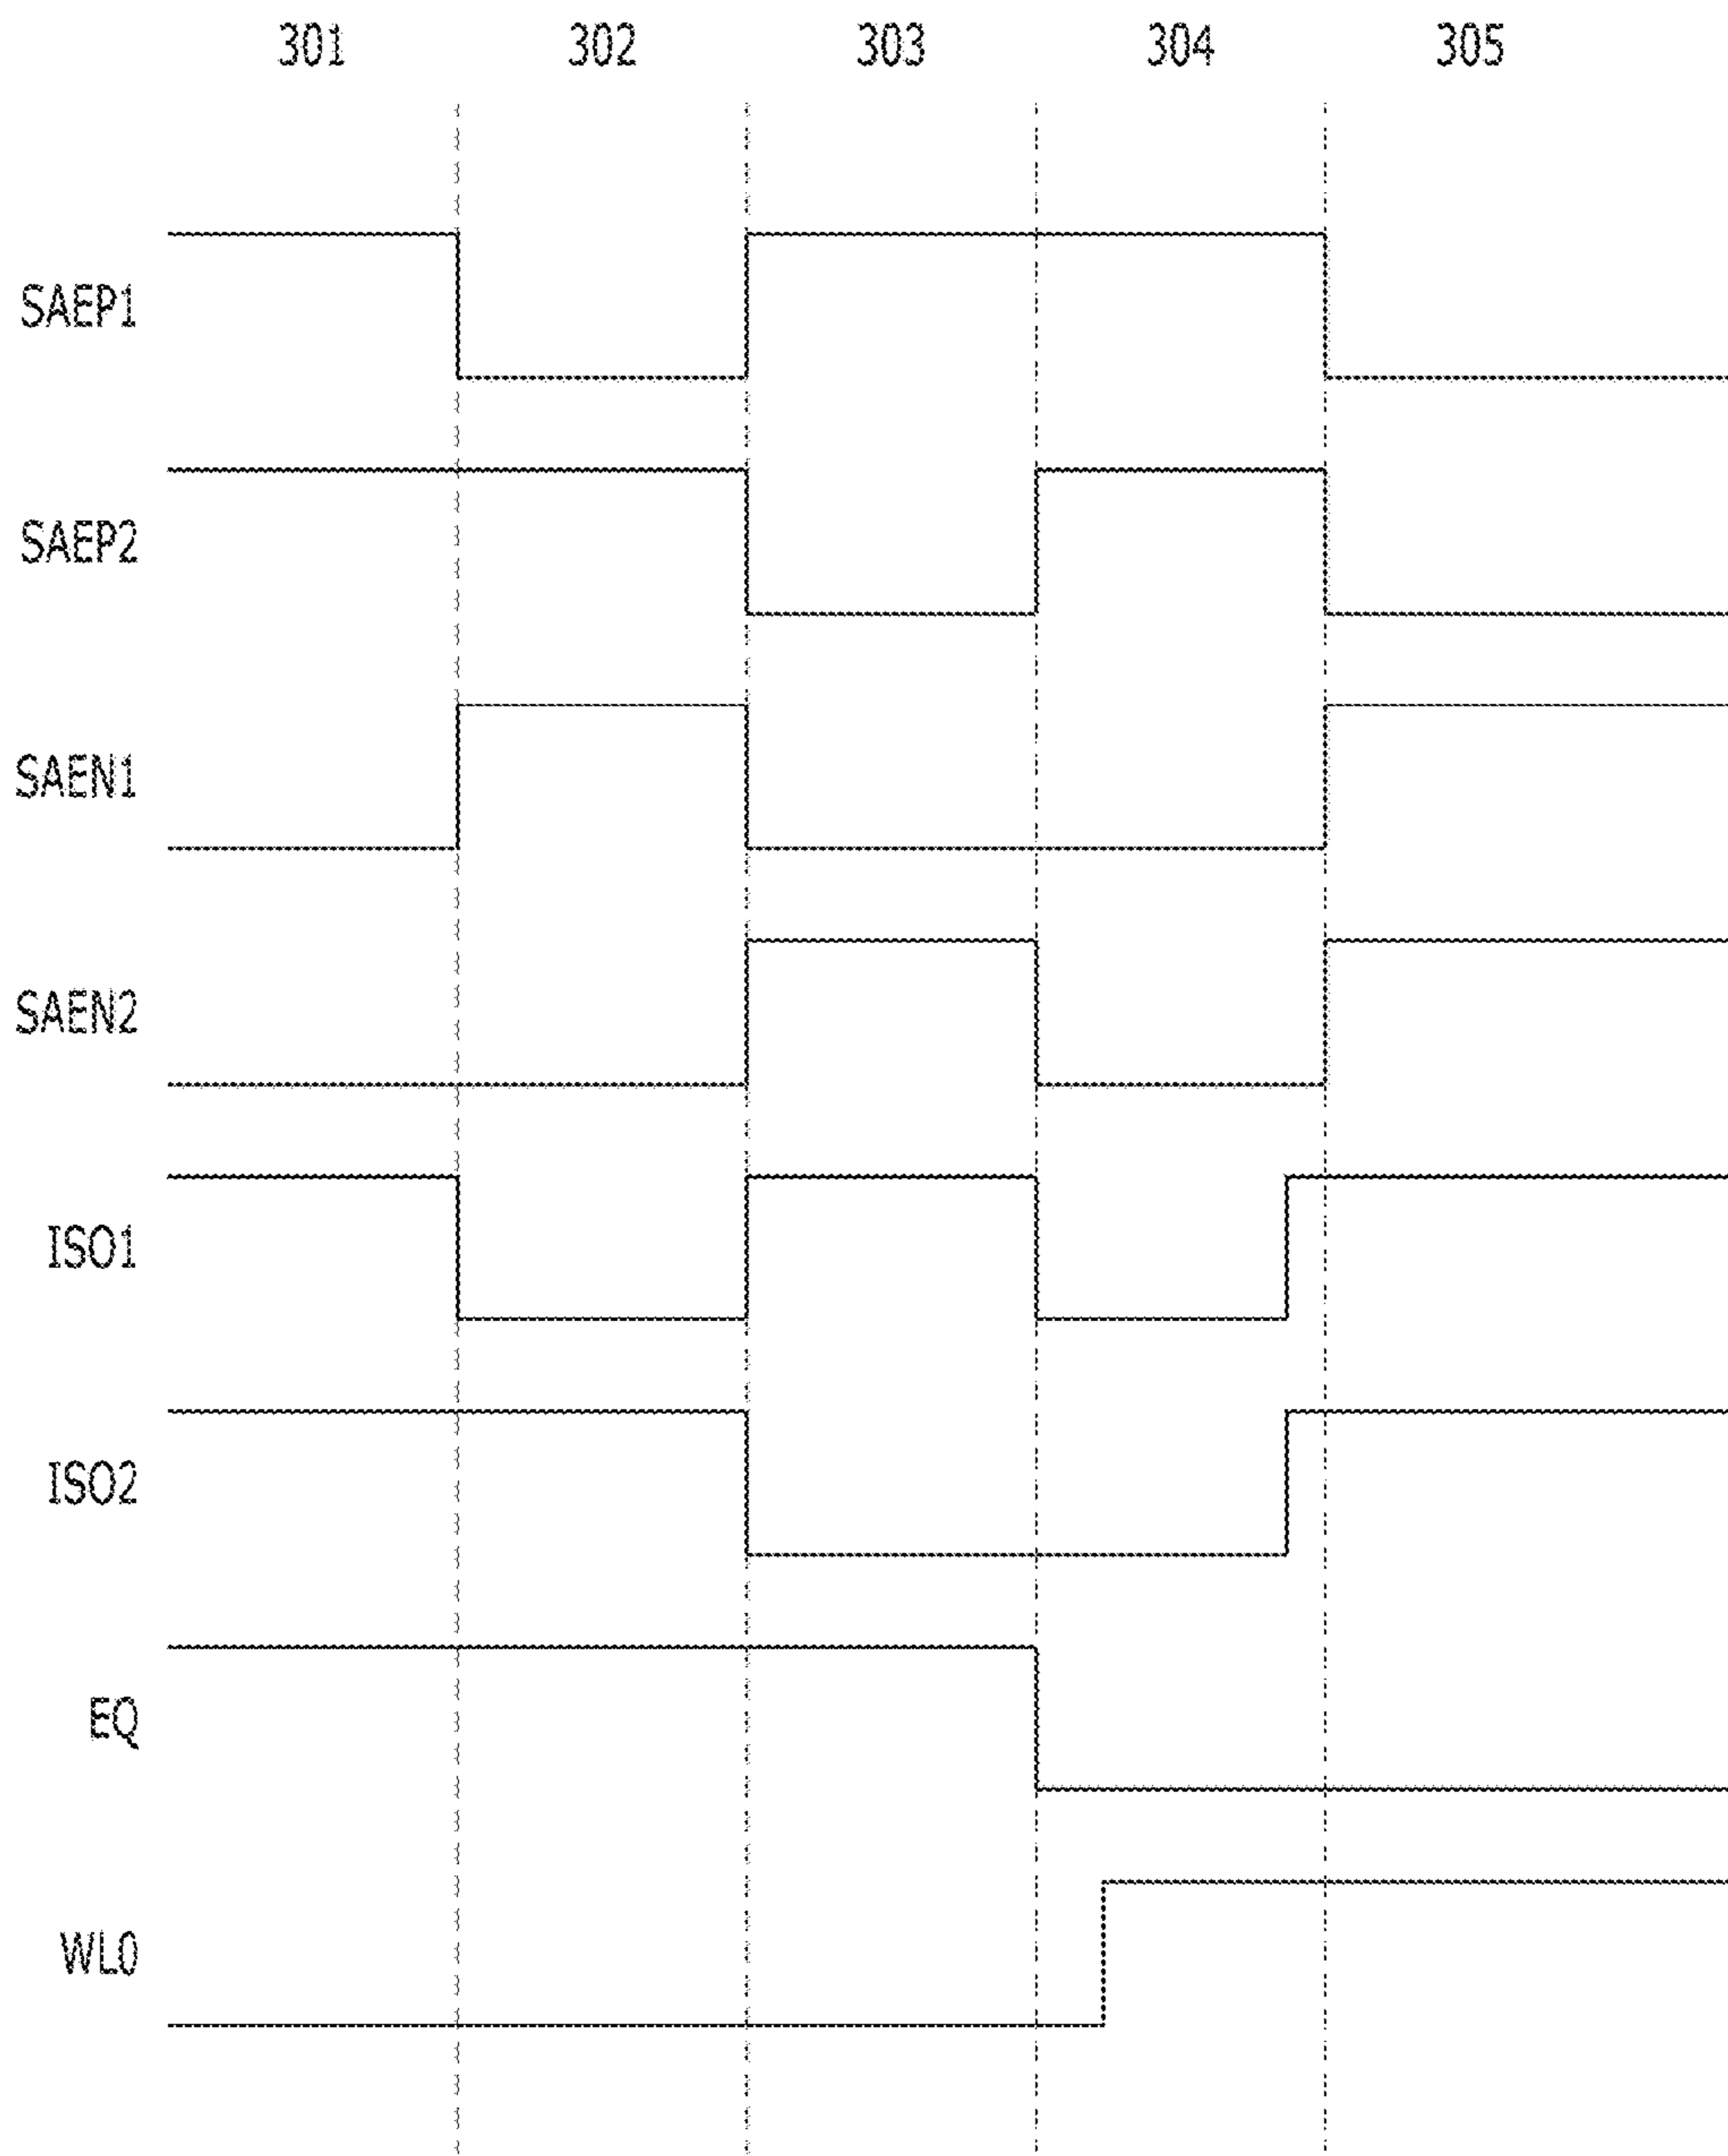 301 302 303 304 305
SAEP1
SAEP2
SAEN1
SAEN2
ISO1
ISO2
EQ
WL0